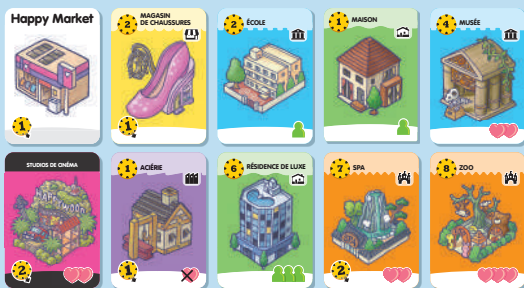 Happy Market
1
2
MAGASIN
DE CHAUSSURES
1
2
ÉCOLE
1
MAISON
4
MUSÉE
STUDIOS DE CINÉMA
HAPPYWOOD
2
1
ACIÉRIE
1
6
RÉSIDENCE DE LUXE
7
SPA
2
8
ZOO